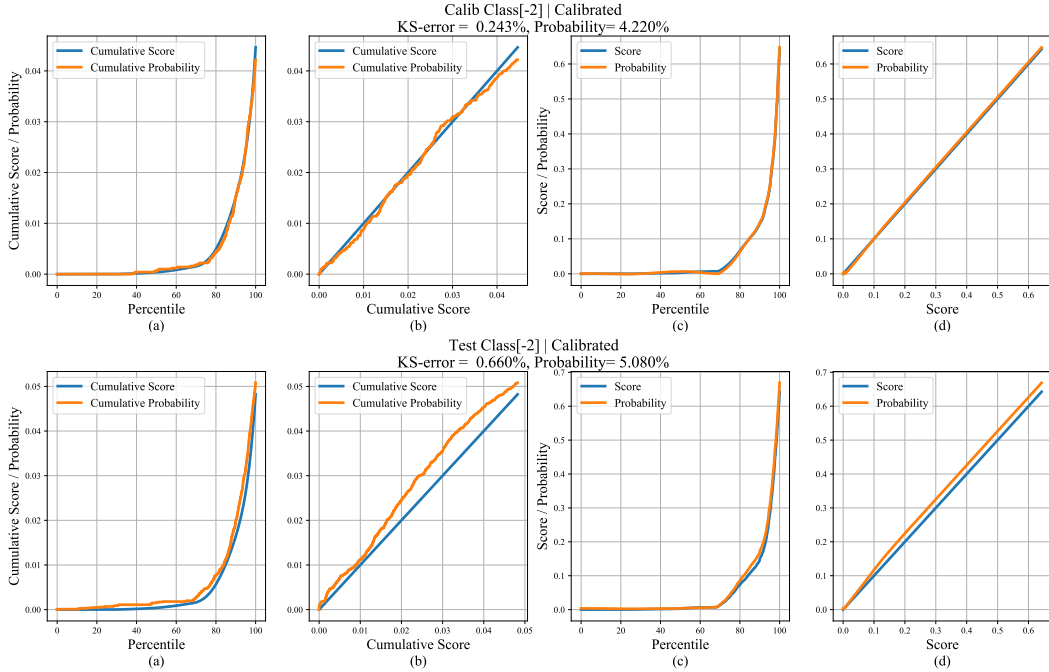 Calib Class[-2] | Calibrated
KS-error = 0.243%, Probability= 4.220%
Cumulative Score / Probability
0.04
0.03
0.02
0.01
0.00
Cumulative Score
Cumulative Probability
0 20 40 60 80 100
Percentile
(a)
0.04
0.03
0.02
0.01
0.00
Cumulative Score
Cumulative Probability
0.00 0.01 0.02 0.03 0.04
Cumulative Score
(b)
Score / Probability
0.6
0.5
0.4
0.3
0.2
0.1
0.0
Score
Probability
0 20 40 60 80 100
Percentile
(c)
0.6
0.5
0.4
0.3
0.2
0.1
0.0
Score
Probability
0.0 0.1 0.2 0.3 0.4 0.5 0.6
Score
(d)
Test Class[-2] | Calibrated
KS-error = 0.660%, Probability= 5.080%
Cumulative Score / Probability
0.05
0.04
0.03
0.02
0.01
0.00
Cumulative Score
Cumulative Probability
0 20 40 60 80 100
Percentile
(a)
0.05
0.04
0.03
0.02
0.01
0.00
Cumulative Score
Cumulative Probability
0.00 0.01 0.02 0.03 0.04 0.05
Cumulative Score
(b)
Score / Probability
0.7
0.6
0.5
0.4
0.3
0.2
0.1
0.0
Score
Probability
0 20 40 60 80 100
Percentile
(c)
0.7
0.6
0.5
0.4
0.3
0.2
0.1
0.0
Score
Probability
0.0 0.1 0.2 0.3 0.4 0.5 0.6
Score
(d)